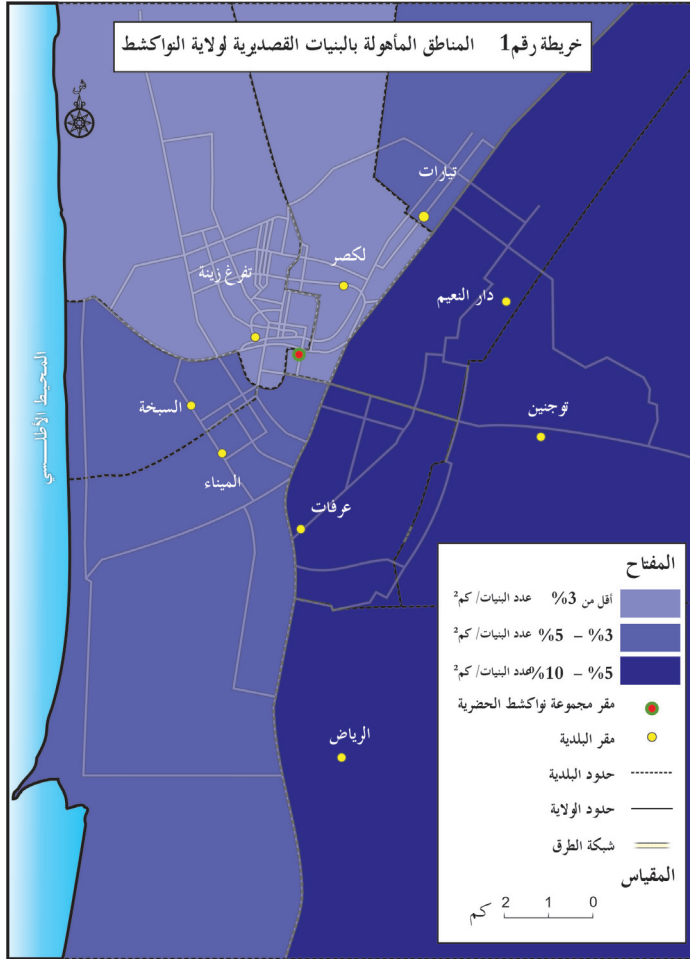 خريطة رقم1 المناطق المأهولة بالبنيات القصديرية لولاية النواكشط
ش
تيارات
لكصر
تفرغ زينة
دار النعيم
توجنين
السبخة
الميناء
عرفات
الرياض
المحيط الأطلسي
المفتاح
أقل من 3% عدد البنيات/ كم²
3% – 5% عدد البنيات/ كم²
5% – 10% عدد البنيات/ كم²
مقر مجموعة نواكشط الحضرية
مقر البلدية
حدود البلدية
حدود الولاية
شبكة الطرق
المقياس
كم 2 1 0